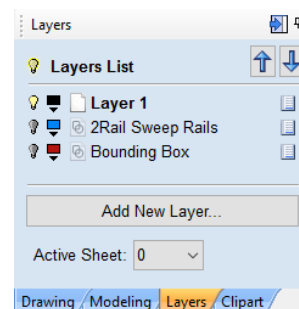 Layers
Layers List
Layer 1
2Rail Sweep Rails
Bounding Box
Add New Layer...
Active Sheet: 0
Drawing Modeling Layers Clipart